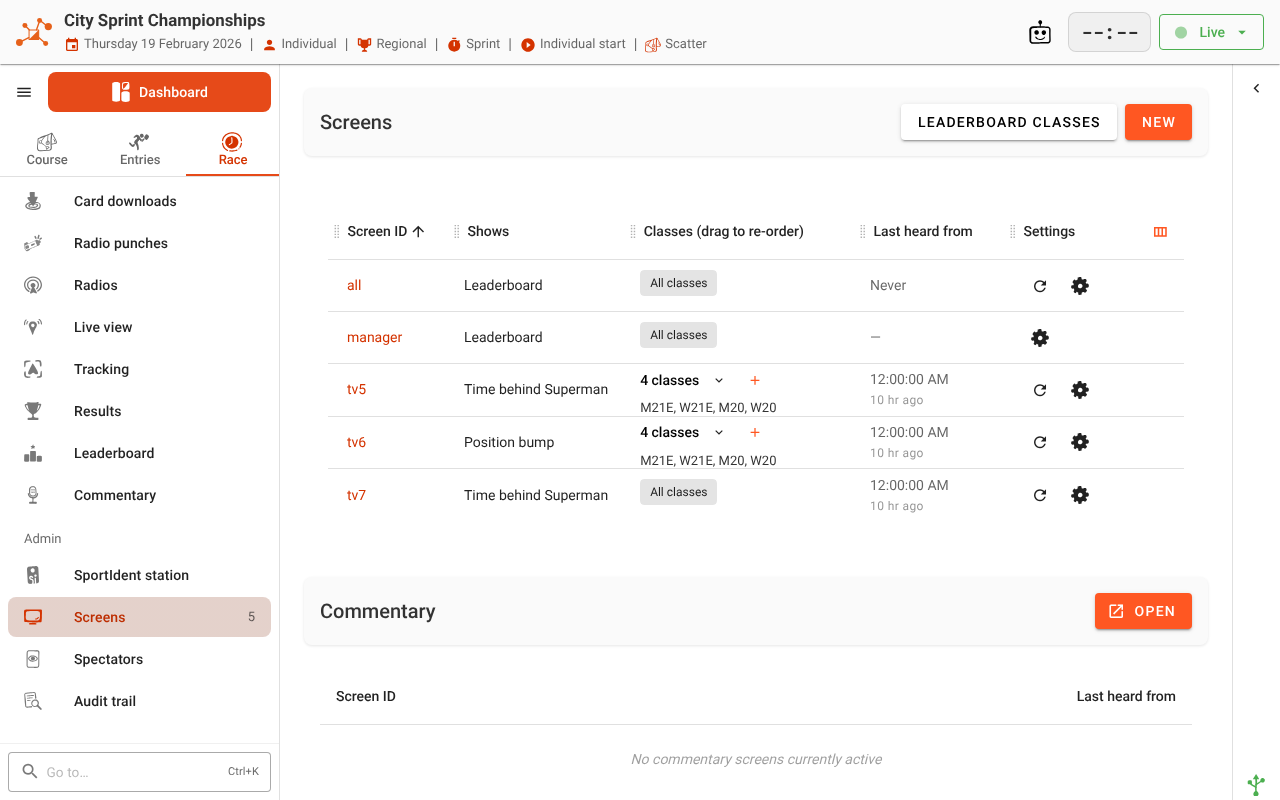 City Sprint Championships
Thursday 19 February 2026 | Individual | Regional | Sprint | Individual start | Scatter
--:--
Live
Dashboard
Course
Entries
Race
Card downloads
Radio punches
Radios
Live view
Tracking
Results
Leaderboard
Commentary
Admin
SportIdent station
Screens 5
Spectators
Audit trail
Go to... Ctrl+K
Screens
LEADERBOARD CLASSES
NEW
Screen ID Shows Classes (drag to re-order) Last heard from Settings
all Leaderboard All classes Never
manager Leaderboard All classes —
tv5 Time behind Superman 4 classes + 12:00:00 AM
M21E, W21E, M20, W20 10 hr ago
tv6 Position bump 4 classes + 12:00:00 AM
M21E, W21E, M20, W20 10 hr ago
tv7 Time behind Superman All classes 12:00:00 AM
10 hr ago
Commentary
OPEN
Screen ID Last heard from
No commentary screens currently active